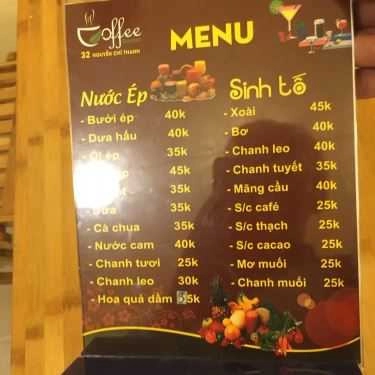 Coffee
32 NGUYỄN CHÍ THANH
MENU
Nước Ép
- Bưởi ép 40k
- Dưa hấu 40k
- Ổi ép 35k
45k
35k
35k
- Cà chua 35k
- Nước cam 40k
- Chanh tươi 25k
- Chanh leo 30k
- Hoa quả dầm 35k
Sinh tố
- Xoài 45k
- Bơ 40k
- Chanh leo 40k
- Chanh tuyết 35k
- Mãng cầu 40k
- S/c café 25k
- S/c thạch 25k
- S/c cacao 25k
- Mơ muối 25k
- Chanh muối 25k